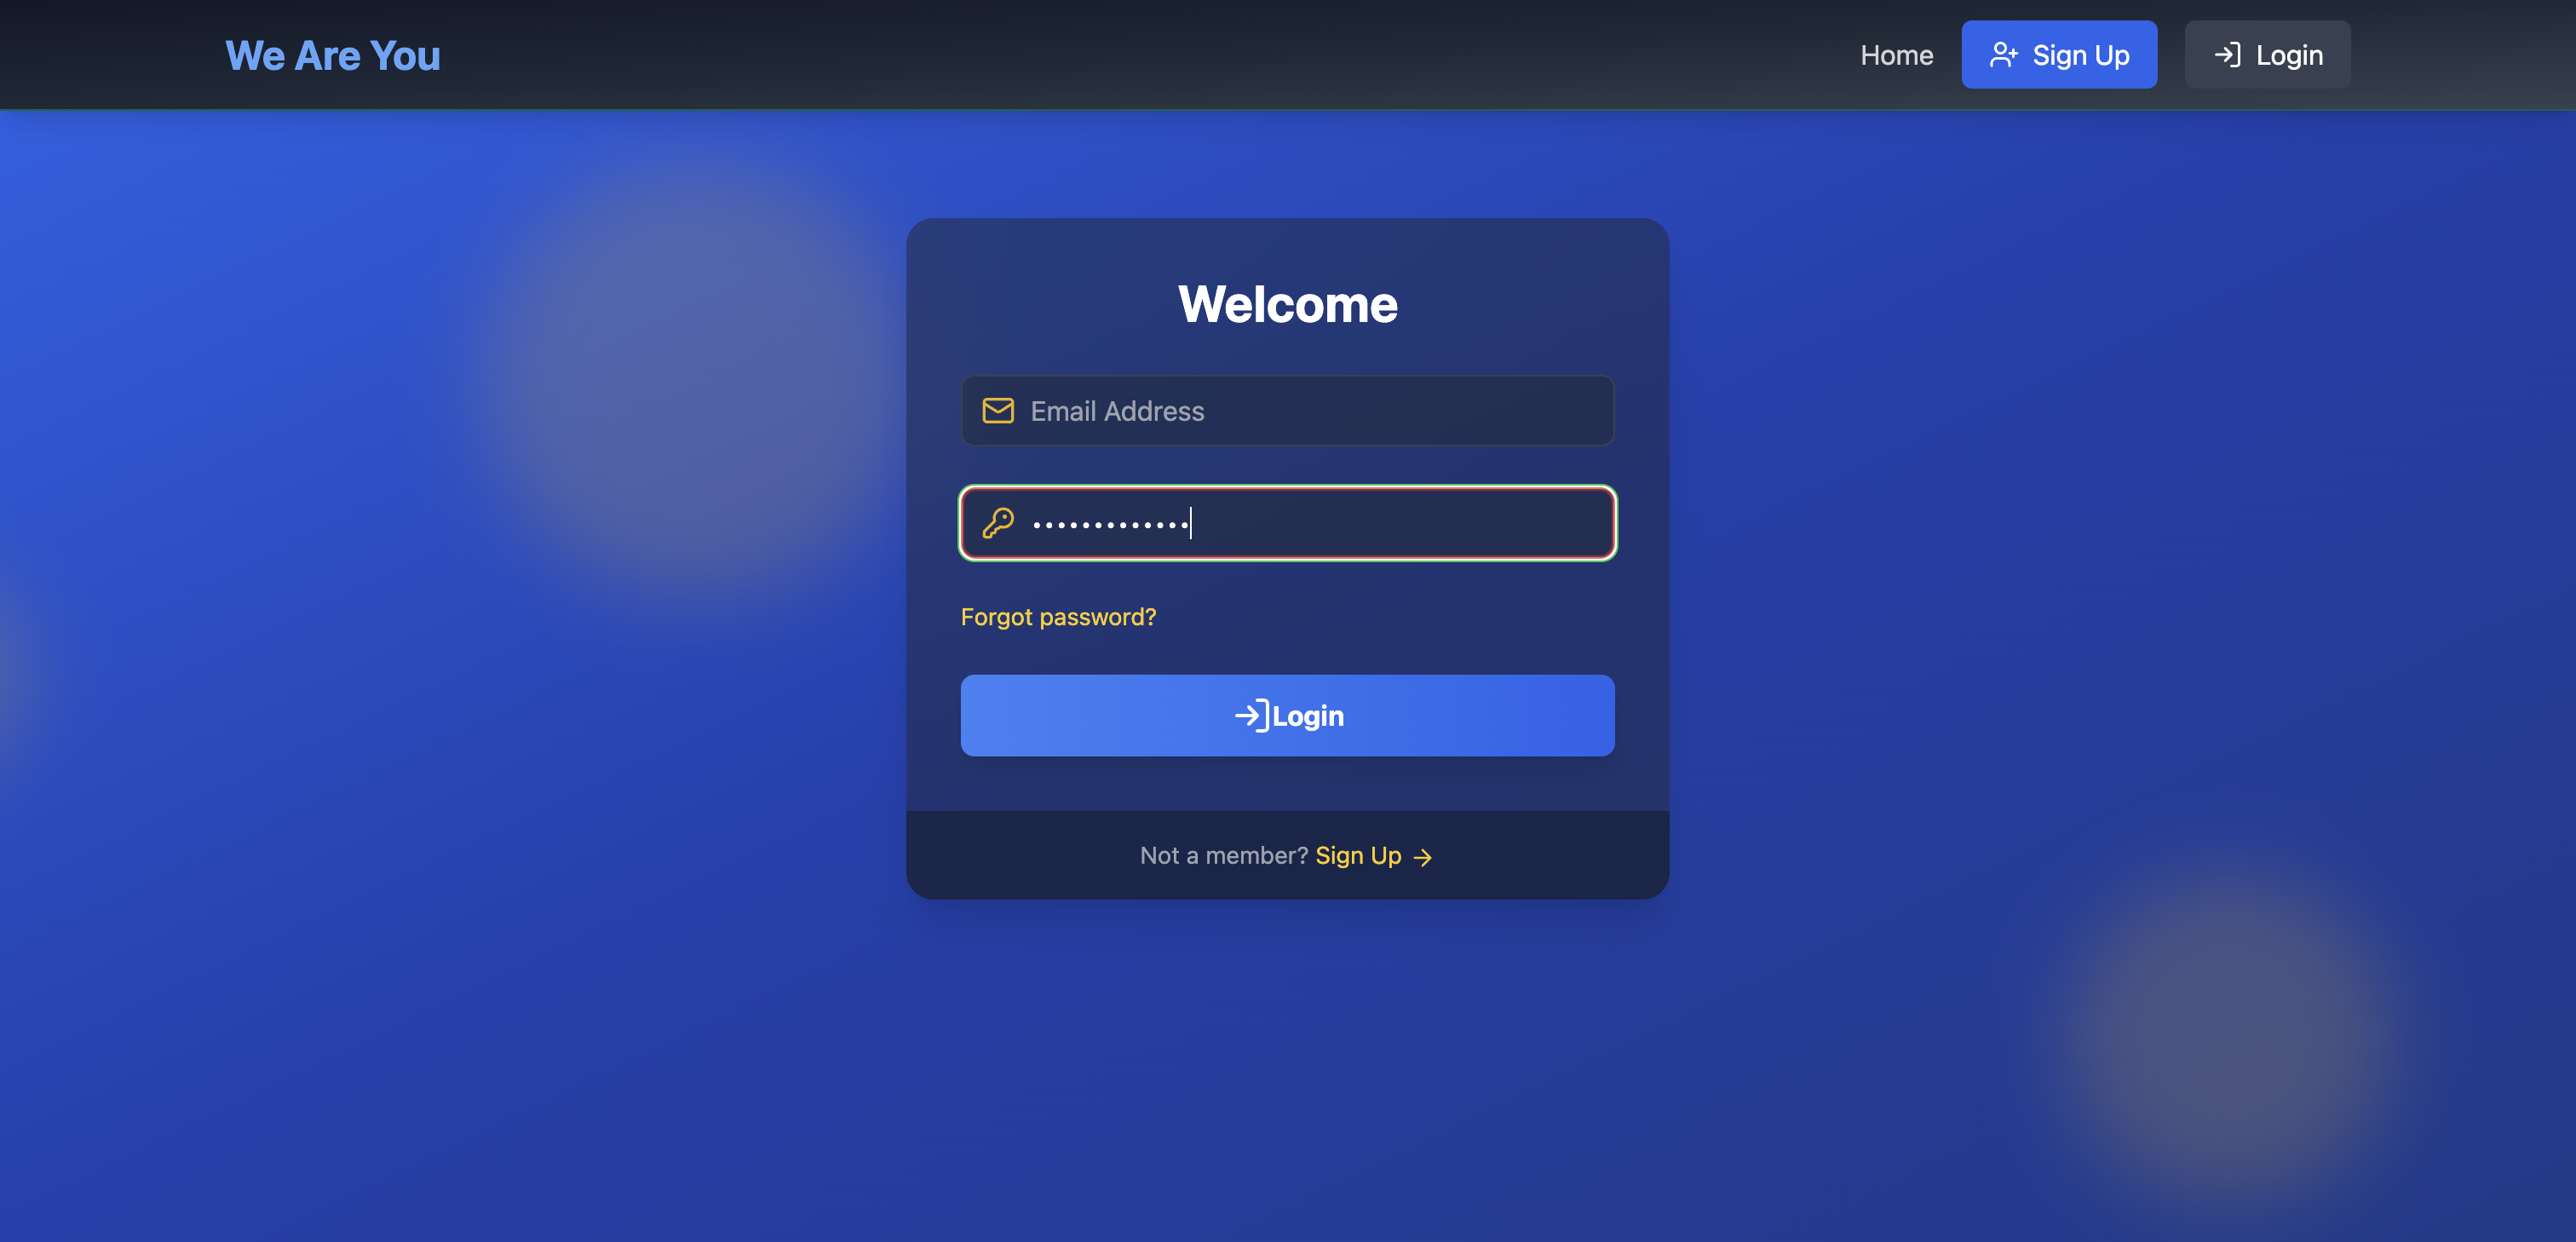 We Are You
Home
Sign Up
Login
Welcome
Email Address
•••••••••••••
Forgot password?
Login
Not a member? Sign Up →